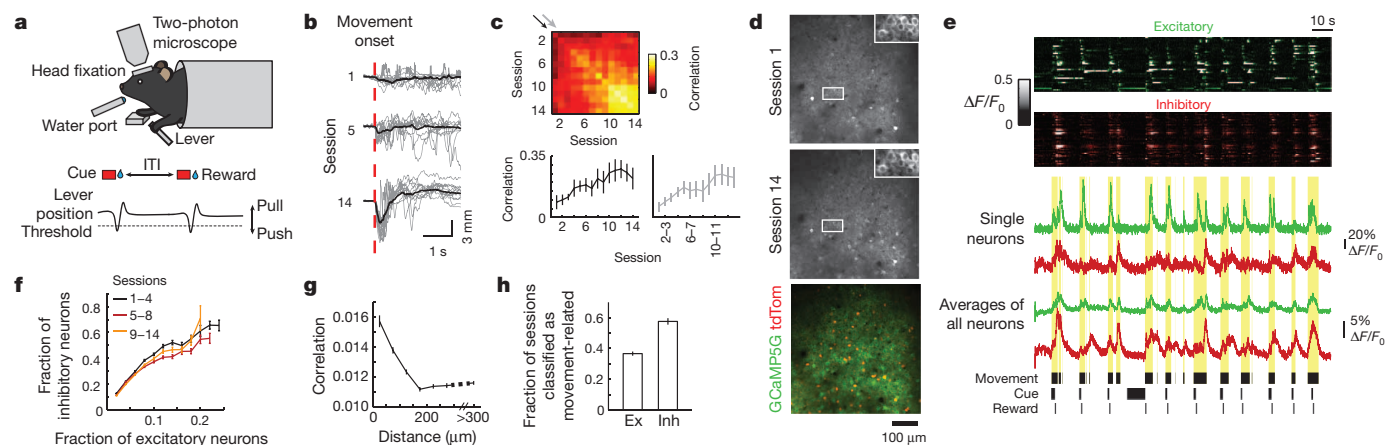 a
Two-photon
microscope
Head fixation
Water port
Lever
Cue
ITI
Reward
Lever
position
Threshold
Pull
Push
b
Movement
onset
Session
1
5
14
1 s
3 mm
c
Session
2
6
10
14
2 6 10 14
Session
0.3
0
Correlation
Correlation
0.35
0
2 6 10 14
2–3
6–7
10–11
Session
d
Session 1
Session 14
GCaMP5G tdTom
100 μm
e
Excitatory
10 s
0.5
0
ΔF/F0
Inhibitory
Single
neurons
20%
ΔF/F0
Averages of
all neurons
5%
ΔF/F0
Movement
Cue
Reward
f
Sessions
1–4
5–8
9–14
Fraction of
inhibitory neurons
0.8
0.6
0.4
0.2
0
0 0.1 0.2
Fraction of excitatory neurons
g
Correlation
0.016
0.014
0.012
0.010
0 200 >300
Distance (μm)
h
Fraction of sessions
classified as
movement-related
0.6
0.4
0.2
0
Ex Inh